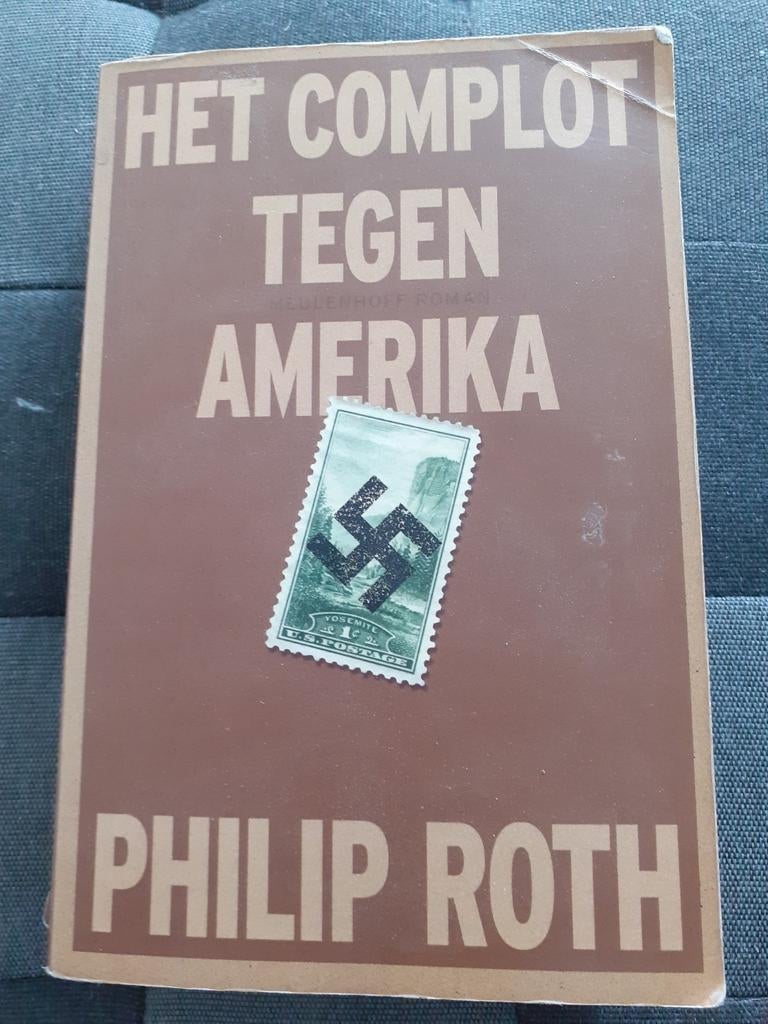 HET COMPLOT
TEGEN
MEULENHOFF ROMAN
AMERIKA
YOSEMITE
1¢
U.S. POSTAGE
PHILIP ROTH